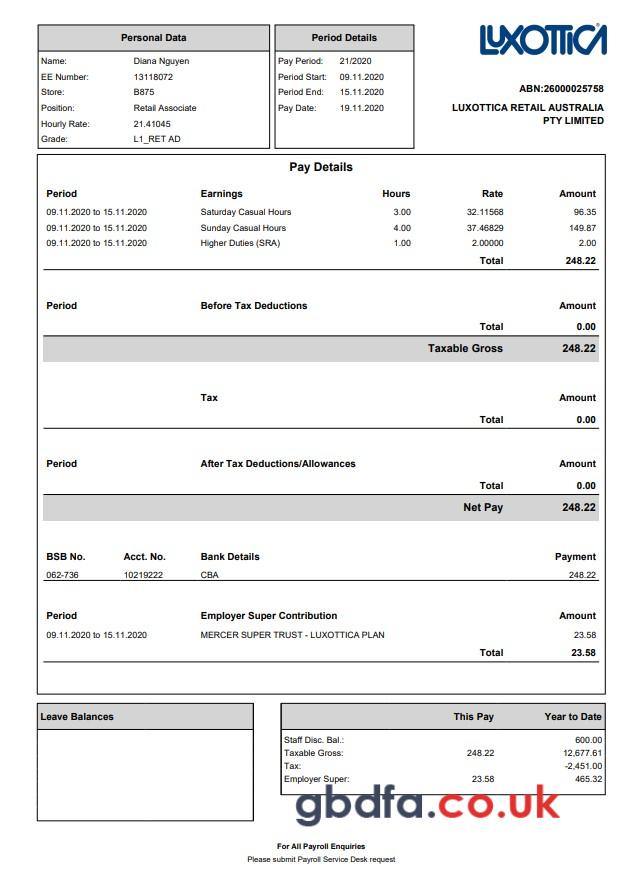 Personal Data
Name: Diana Nguyen
EE Number: 13118072
Store: B875
Position: Retail Associate
Hourly Rate: 21.41045
Grade: L1_RET AD
Period Details
Pay Period: 21/2020
Period Start: 09.11.2020
Period End: 15.11.2020
Pay Date: 19.11.2020
LUXOTTICA
ABN:26000025758
LUXOTTICA RETAIL AUSTRALIA
PTY LIMITED
Pay Details
Period Earnings Hours Rate Amount
09.11.2020 to 15.11.2020 Saturday Casual Hours 3.00 32.11568 96.35
09.11.2020 to 15.11.2020 Sunday Casual Hours 4.00 37.46829 149.87
09.11.2020 to 15.11.2020 Higher Duties (SRA) 1.00 2.00000 2.00
Total 248.22
Period Before Tax Deductions Amount
Total 0.00
Taxable Gross 248.22
Tax Amount
Total 0.00
Period After Tax Deductions/Allowances Amount
Total 0.00
Net Pay 248.22
BSB No. Acct. No. Bank Details Payment
062-736 10219222 CBA 248.22
Period Employer Super Contribution Amount
09.11.2020 to 15.11.2020 MERCER SUPER TRUST - LUXOTTICA PLAN 23.58
Total 23.58
Leave Balances
This Pay Year to Date
Staff Disc. Bal.: 600.00
Taxable Gross: 248.22 12,677.61
Tax: -2,451.00
Employer Super: 23.58 465.32
gbdfa.co.uk
For All Payroll Enquiries
Please submit Payroll Service Desk request